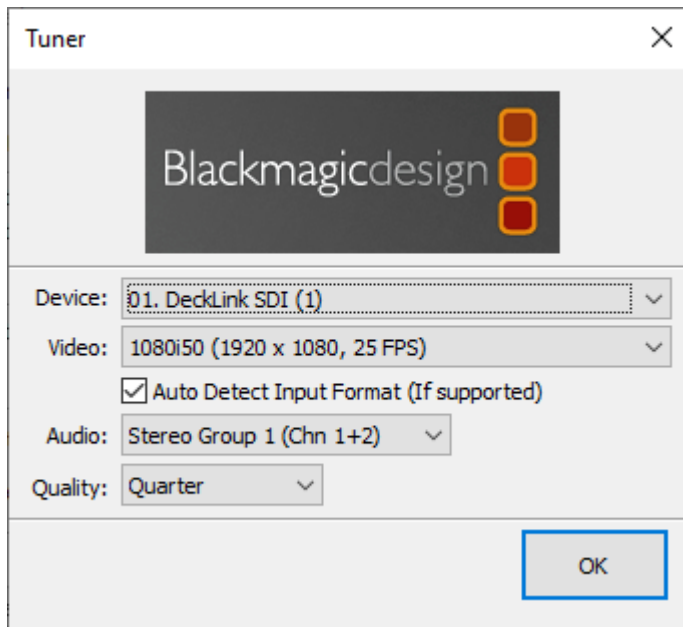 Tuner
Blackmagicdesign
Device: 01. DeckLink SDI (1)
Video: 1080i50 (1920 x 1080, 25 FPS)
Auto Detect Input Format (If supported)
Audio: Stereo Group 1 (Chn 1+2)
Quality: Quarter
OK